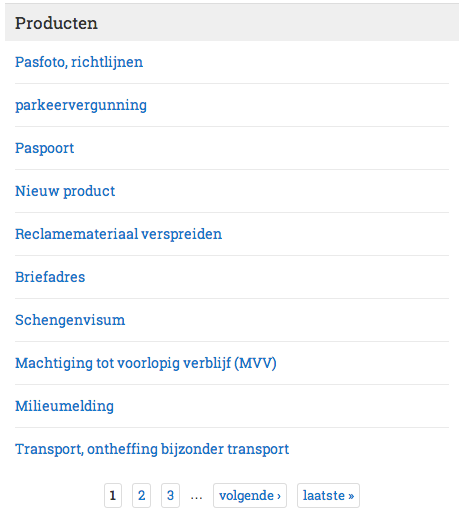 Producten
Pasfoto, richtlijnen
parkeervergunning
Paspoort
Nieuw product
Reclamemateriaal verspreiden
Briefadres
Schengenvisum
Machtiging tot voorlopig verblijf (MVV)
Milieumelding
Transport, ontheffing bijzonder transport
1 2 3 ... volgende › laatste »